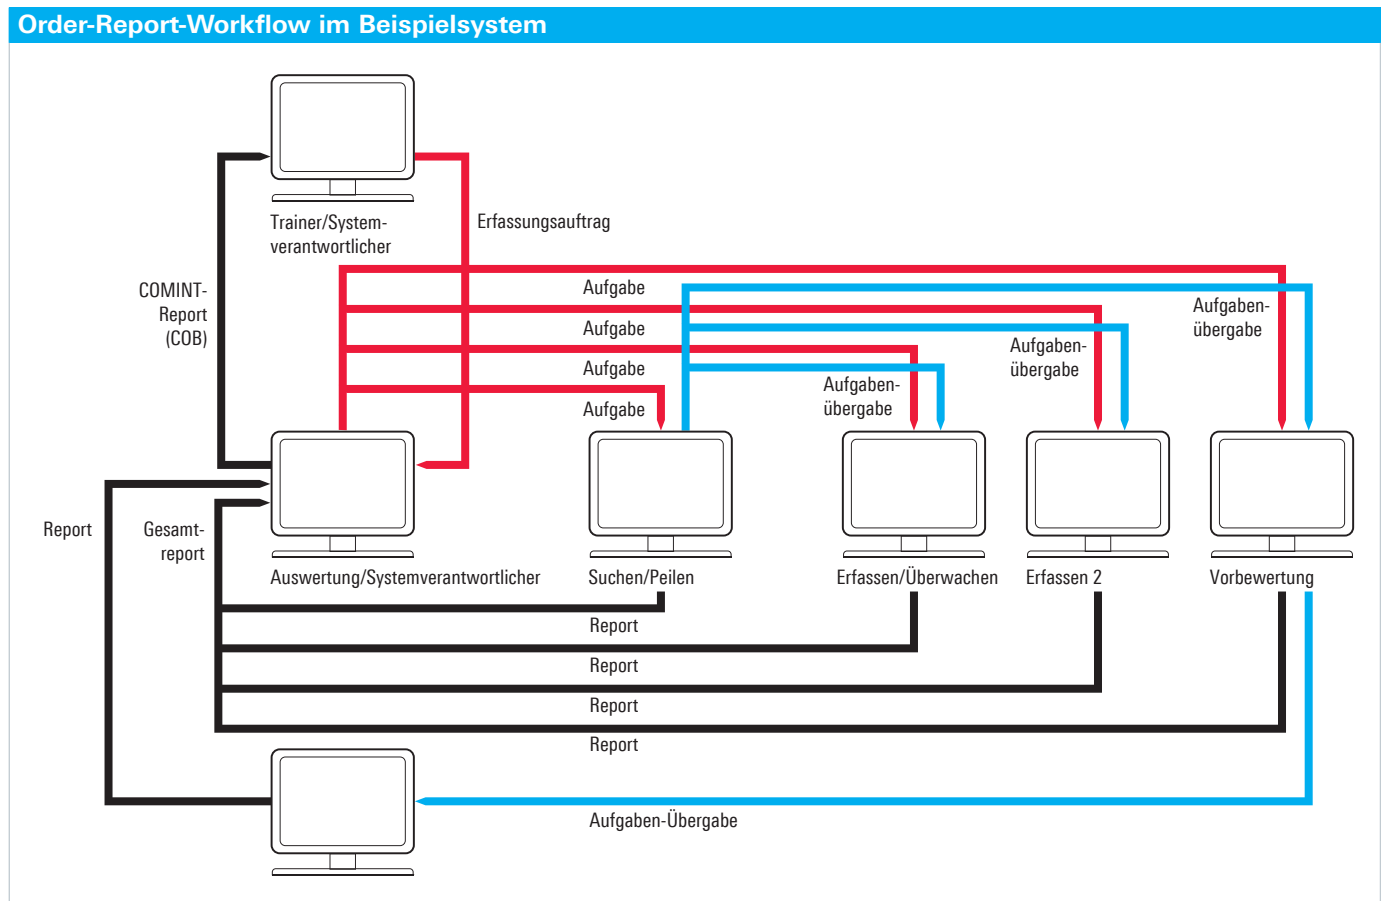 Order-Report-Workflow im Beispielsystem
Trainer/System-
verantwortlicher
Erfassungsauftrag
COMINT-
Report
(COB)
Aufgabe
Aufgabe
Aufgabe
Aufgabe
Aufgaben-
übergabe
Aufgaben-
übergabe
Aufgaben-
übergabe
Report
Gesamt-
report
Auswertung/Systemverantwortlicher
Suchen/Peilen
Erfassen/Überwachen
Erfassen 2
Vorbewertung
Report
Report
Report
Report
Aufgaben-Übergabe